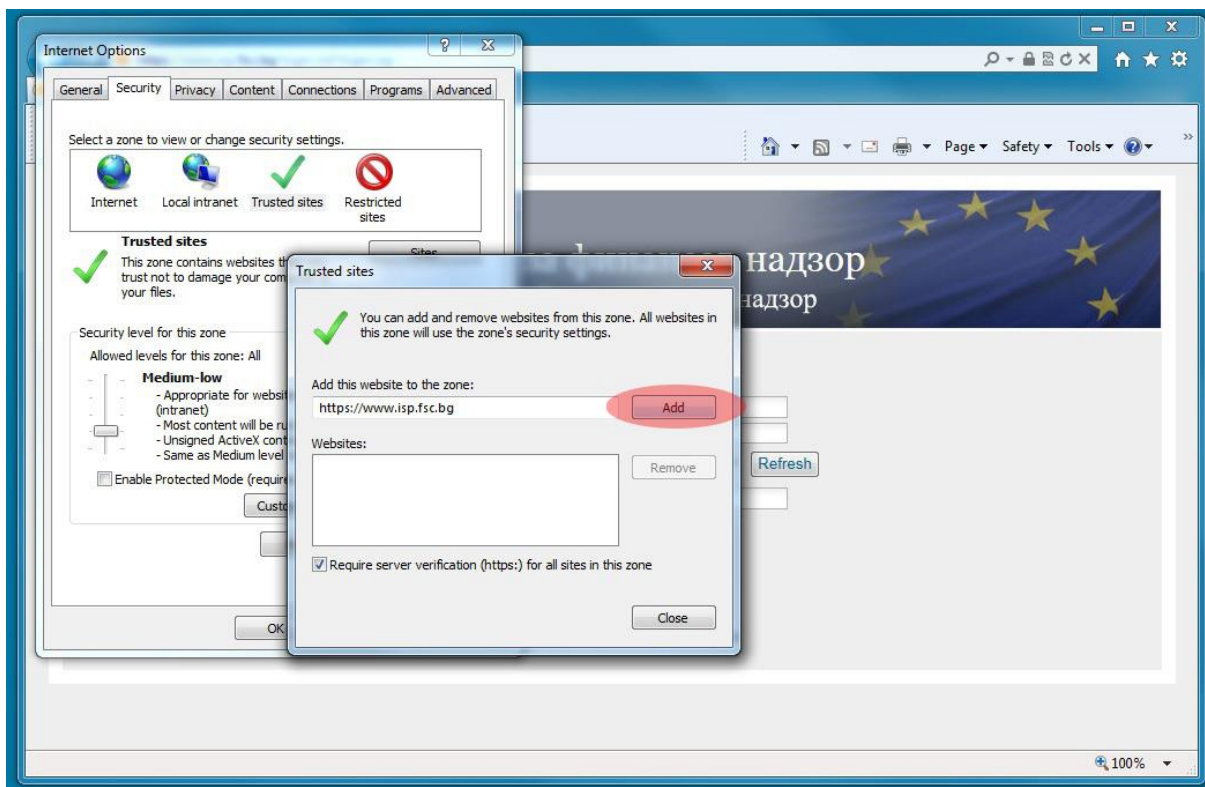 Internet Options
General Security Privacy Content Connections Programs Advanced
Select a zone to view or change security settings.
Internet Local intranet Trusted sites Restricted
sites
Page Safety Tools
Trusted sites
Sites
This zone contains websites
trust not to damage your
your files.
надзор
надзор
Security level for this zone
Allowed levels for this zone: All
Medium-low
- Appropriate for
(intranet)
- Most content will be
- Unsigned ActiveX
- Same as Medium level
Enable Protected Mode
OK
Trusted sites
You can add and remove websites from this zone. All websites in
this zone will use the zone's security settings.
Add this website to the zone:
https://www.isp.fsc.bg Add
Websites:
Remove
Require server verification (https:) for all sites in this zone
Close
Refresh
100%